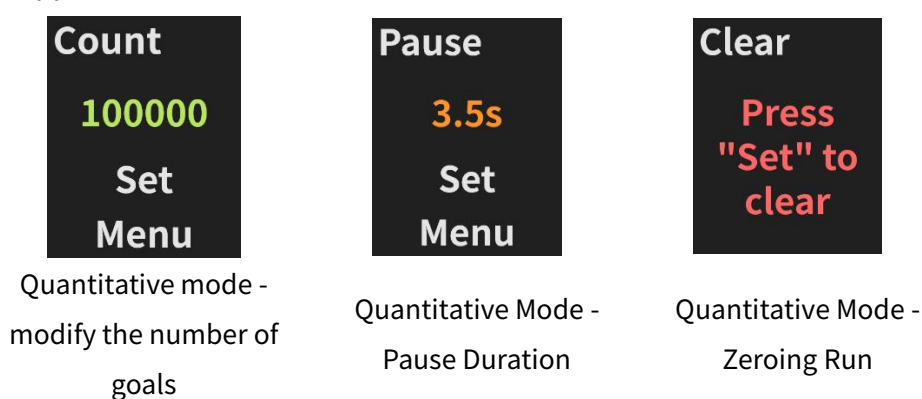 Count
100000
Set
Menu
Quantitative mode -
modify the number of
goals
Pause
3.5s
Set
Menu
Quantitative Mode -
Pause Duration
Clear
Press
"Set" to
clear
Quantitative Mode -
Zeroing Run